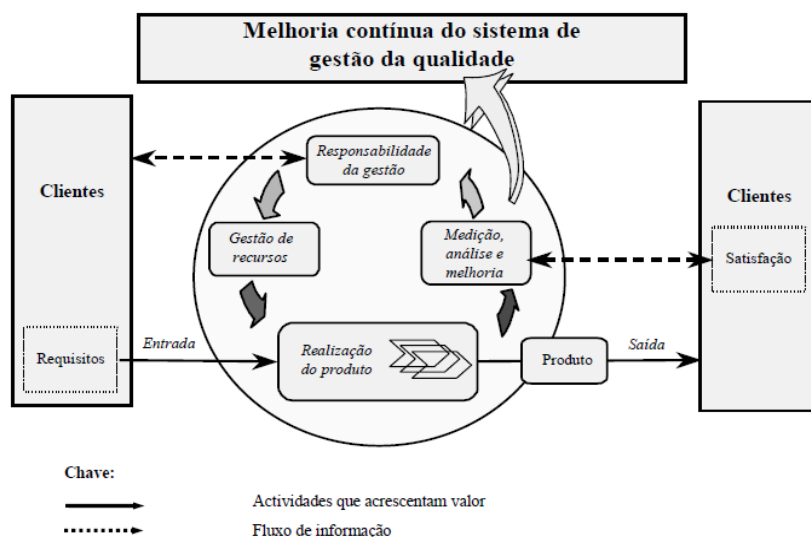 Melhoria contínua do sistema de
gestão da qualidade
Clientes
Requisitos
Entrada
Responsabilidade
da gestão
Gestão de
recursos
Medição,
análise e
melhoria
Realização
do produto
Produto
Saída
Clientes
Satisfação
Chave:
Actividades que acrescentam valor
Fluxo de informação